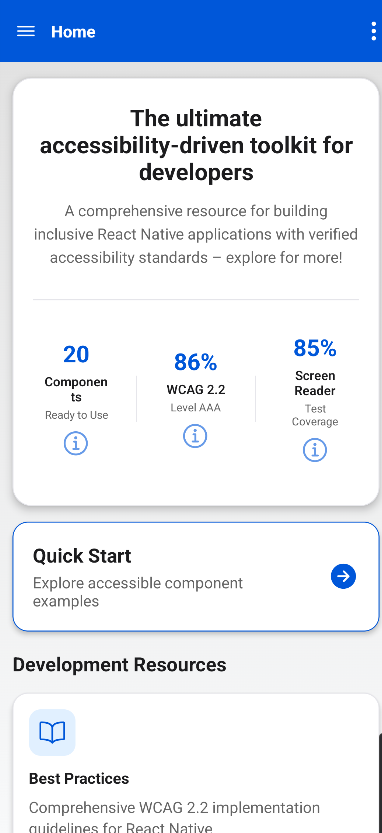 Home
The ultimate
accessibility-driven toolkit for
developers
A comprehensive resource for building
inclusive React Native applications with verified
accessibility standards – explore for more!
20
Componen
ts
Ready to Use
86%
WCAG 2.2
Level AAA
85%
Screen
Reader
Test
Coverage
Quick Start
Explore accessible component
examples
Development Resources
Best Practices
Comprehensive WCAG 2.2 implementation
guidelines for React Native